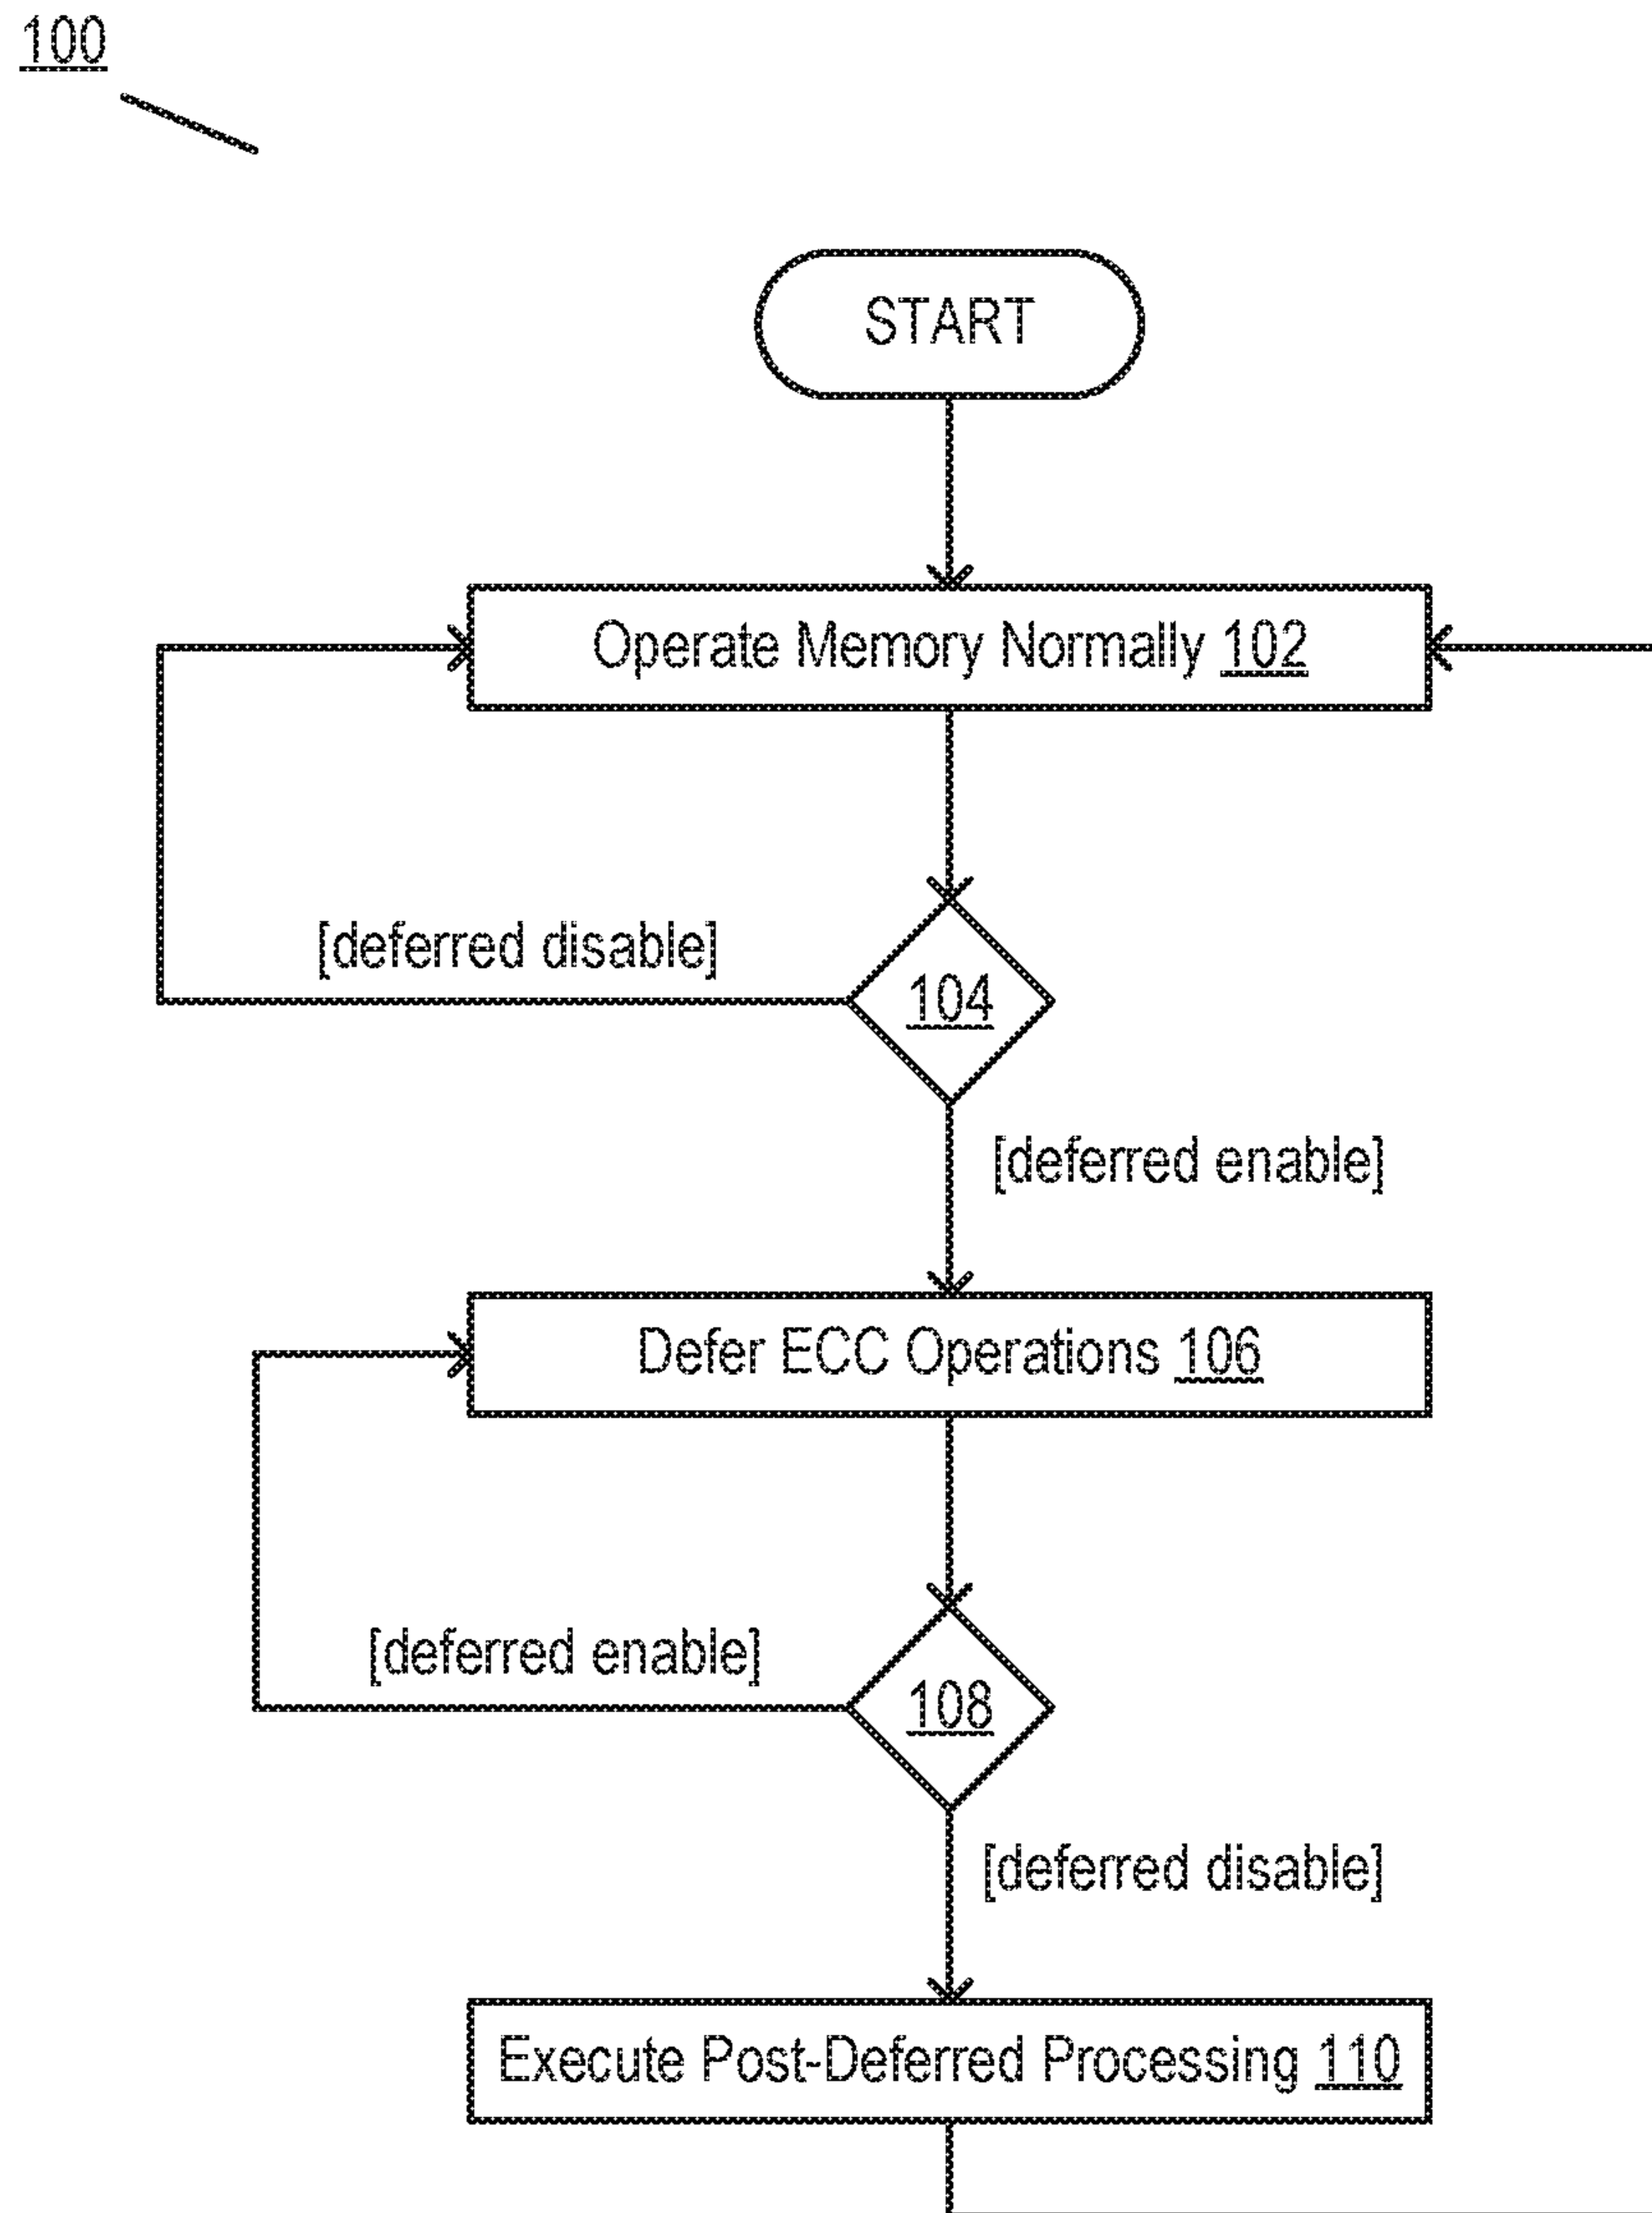 100
START
Operate Memory Normally 102
[deferred disable]
104
[deferred enable]
Defer ECC Operations 106
[deferred enable]
108
[deferred disable]
Execute Post-Deferred Processing 110